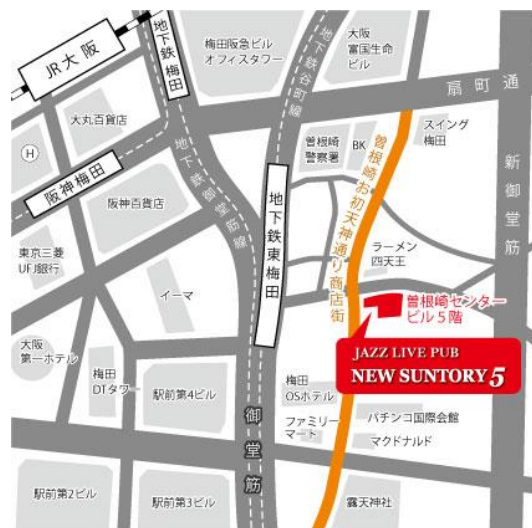 JR大阪
地下鉄梅田
梅田阪急ビル
オフィスタワー
地下鉄谷町線
大阪
富国生命
ビル
扇町通
大丸百貨店
H
阪神梅田
阪神百貨店
地下鉄御堂筋線
地下鉄東梅田
曽根崎
警察署
BK
スイング
梅田
新御堂筋
曽根崎お初天神通り商店街
東京三菱
UFJ銀行
イーマ
ラーメン
四天王
曽根崎センター
ビル5階
JAZZ LIVE PUB
NEW SUNTORY 5
大阪
第一ホテル
梅田
DTタワー
駅前第4ビル
御堂筋
梅田
OSホテル
ファミリー
マート
パチンコ国際会館
マクドナルド
駅前第2ビル
駅前第3ビル
露天神社